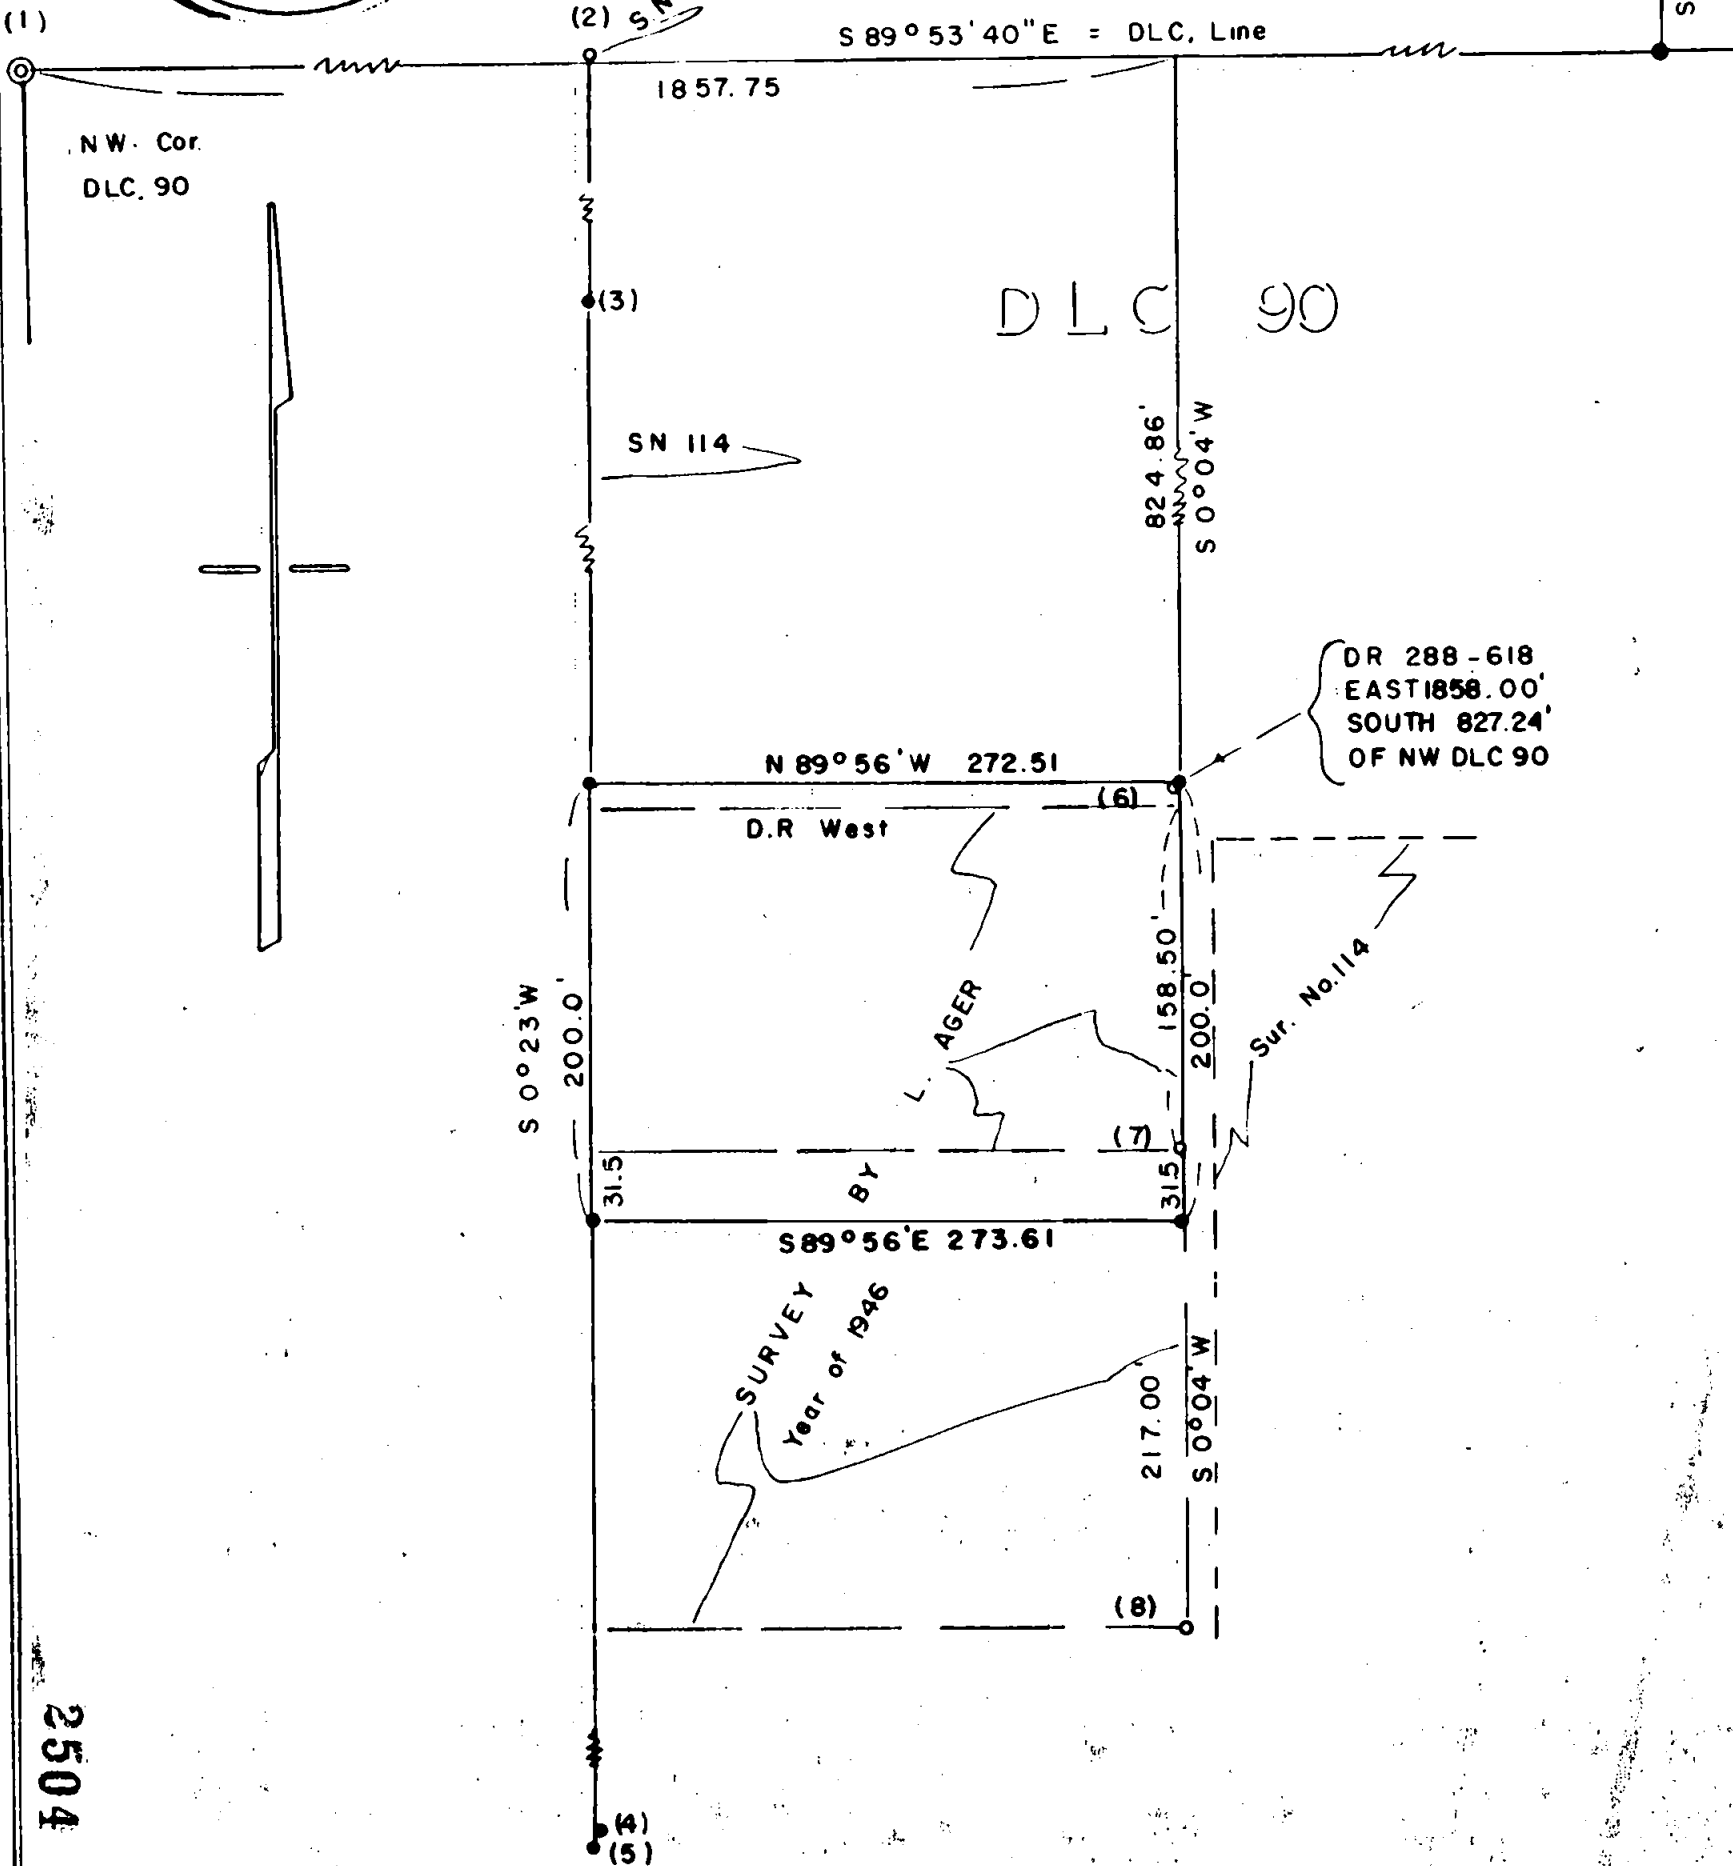 (1)
(2)
S N
S 89° 53' 40" E = DLC. Line
S
1857.75
NW. Cor.
DLC. 90
(3)
DLC 90
SN 114
824.86'
S 0° 04' W
DR 288-618
EAST 1858.00'
SOUTH 827.24'
OF NW DLC 90
N 89° 56' W 272.51
(6)
D.R West
S 0° 23' W
200.0'
158.50'
200.0'
Sur. No. 114
L. AGER
(7)
31.5
BY
31.5
S 89° 56' E 273.61
SURVEY
Year of 1946
217.00'
S 0° 04' W
(8)
2504
(4)
(5)